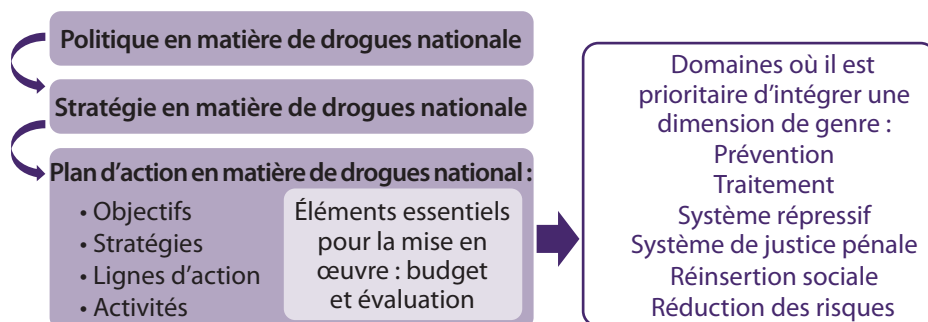 Politique en matière de drogues nationale
Stratégie en matière de drogues nationale
Plan d'action en matière de drogues national :
• Objectifs
• Stratégies
• Lignes d'action
• Activités
Éléments essentiels
pour la mise en
œuvre : budget
et évaluation
Domaines où il est
prioritaire d'intégrer une
dimension de genre :
Prévention
Traitement
Système répressif
Système de justice pénale
Réinsertion sociale
Réduction des risques